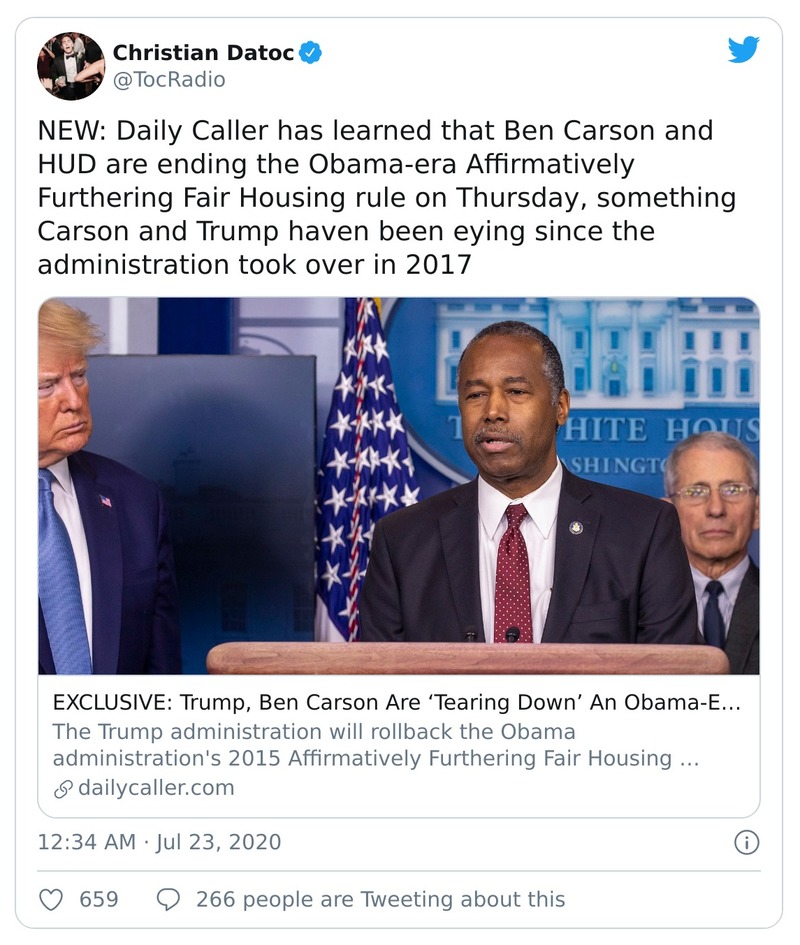 Christian Datoc
@TocRadio
NEW: Daily Caller has learned that Ben Carson and
HUD are ending the Obama-era Affirmatively
Furthering Fair Housing rule on Thursday, something
Carson and Trump haven been eying since the
administration took over in 2017
HITE HOUS
ASHINGT
EXCLUSIVE: Trump, Ben Carson Are ‘Tearing Down’ An Obama-E…
The Trump administration will rollback the Obama
administration's 2015 Affirmatively Furthering Fair Housing …
dailycaller.com
12:34 AM · Jul 23, 2020
659 266 people are Tweeting about this